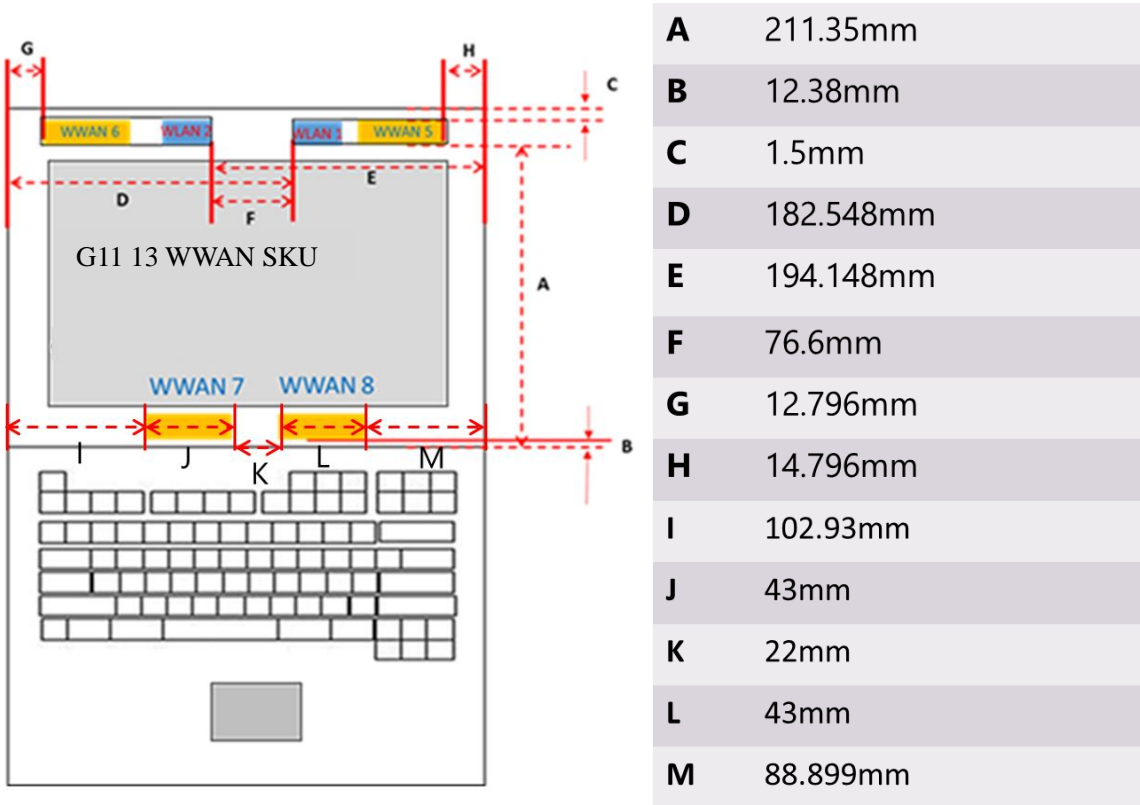 G
H
C
WWAN 6
WLAN 2
WLAN 1
WWAN 5
E
D
F
G11 13 WWAN SKU
A
WWAN 7
WWAN 8
B
I
J
K
L
M
A 211.35mm
B 12.38mm
C 1.5mm
D 182.548mm
E 194.148mm
F 76.6mm
G 12.796mm
H 14.796mm
I 102.93mm
J 43mm
K 22mm
L 43mm
M 88.899mm